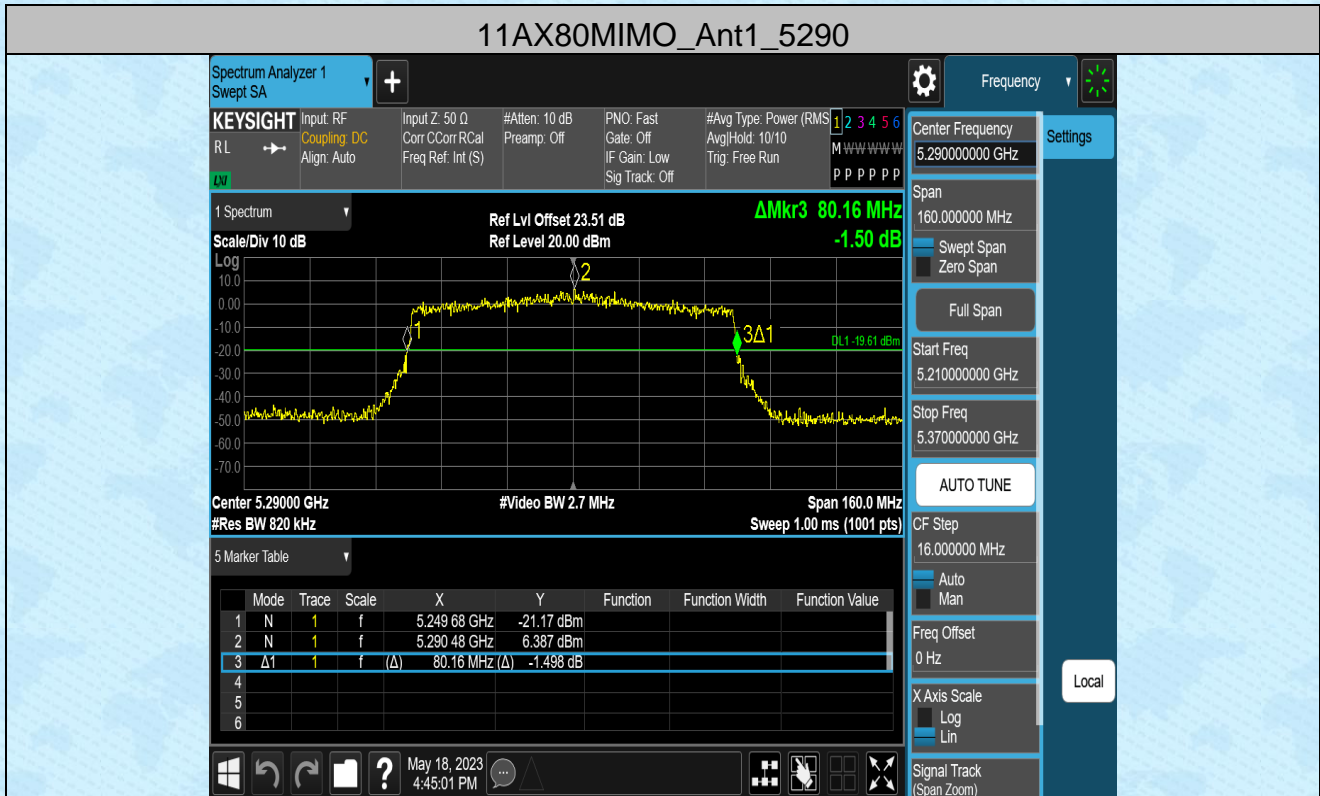 11AX80MIMO_Ant1_5290
Spectrum Analyzer 1
Swept SA
+
Frequency
KEYSIGHT
RL
LXI
Input: RF
Coupling: DC
Align: Auto
Input Z: 50 Ω
Corr CCorr RCal
Freq Ref: Int (S)
#Atten: 10 dB
Preamp: Off
PNO: Fast
Gate: Off
IF Gain: Low
Sig Track: Off
#Avg Type: Power (RMS
Avg|Hold: 10/10
Trig: Free Run
1 2 3 4 5 6
M W W W W W
P P P P P P
1 Spectrum
Scale/Div 10 dB
Ref Lvl Offset 23.51 dB
Ref Level 20.00 dBm
ΔMkr3 80.16 MHz
-1.50 dB
Log
10.0
0.00
-10.0
-20.0
-30.0
-40.0
-50.0
-60.0
-70.0
1
2
3Δ1
DL1 -19.61 dBm
Center 5.29000 GHz
#Video BW 2.7 MHz
Span 160.0 MHz
#Res BW 820 kHz
Sweep 1.00 ms (1001 pts)
5 Marker Table
Mode Trace Scale X Y Function Function Width Function Value
1 N 1 f 5.249 68 GHz -21.17 dBm
2 N 1 f 5.290 48 GHz 6.387 dBm
3 Δ1 1 f (Δ) 80.16 MHz (Δ) -1.498 dB
4
5
6
?
May 18, 2023
4:45:01 PM
Center Frequency
5.290000000 GHz
Settings
Span
160.000000 MHz
Swept Span
Zero Span
Full Span
Start Freq
5.210000000 GHz
Stop Freq
5.370000000 GHz
AUTO TUNE
CF Step
16.000000 MHz
Auto
Man
Freq Offset
0 Hz
X Axis Scale
Log
Lin
Signal Track
(Span Zoom)
Local